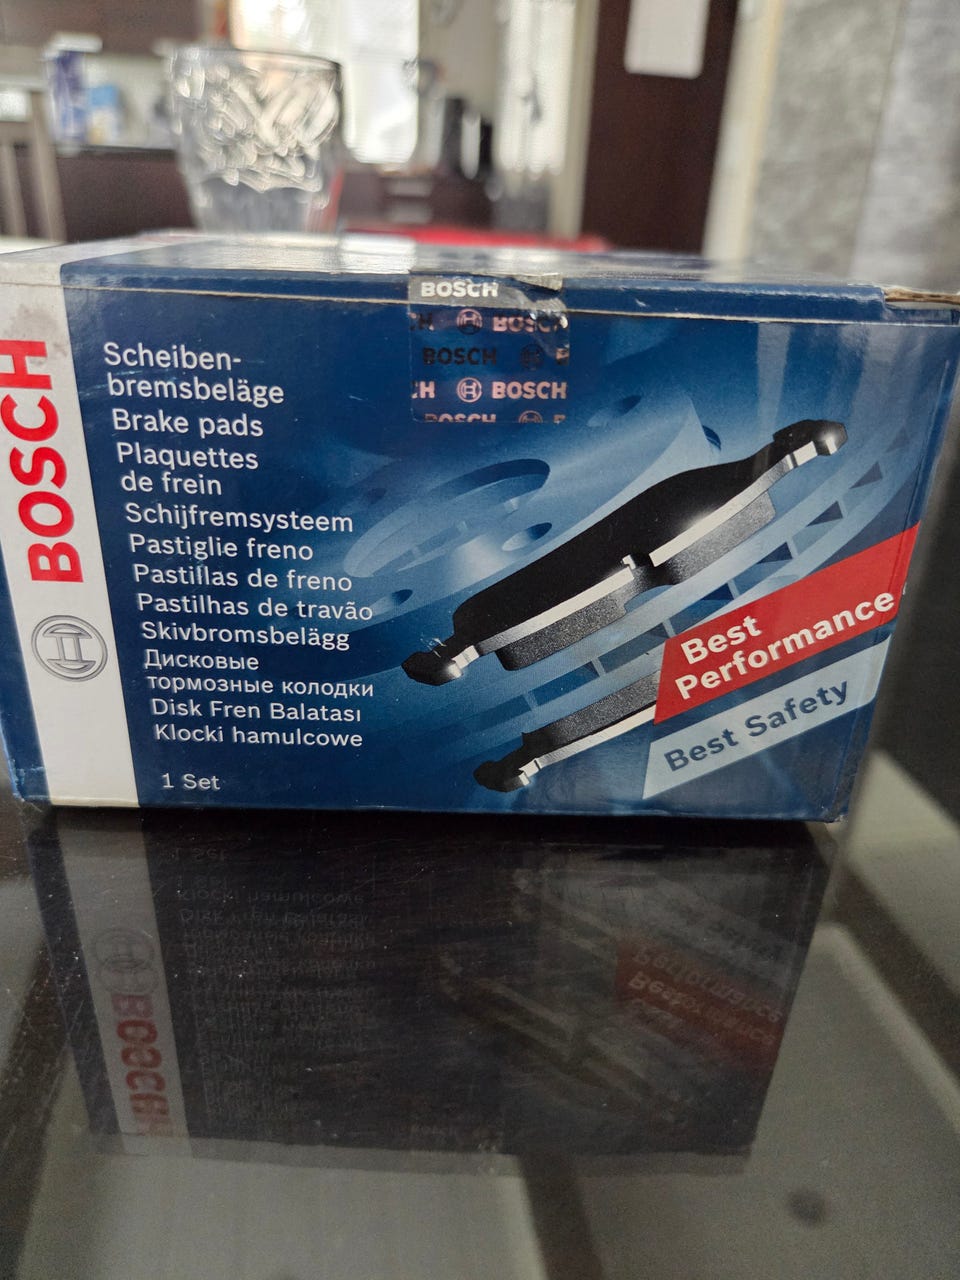 BOSCH
Scheiben-
bremsbeläge
Brake pads
Plaquettes
de frein
Schijfremsysteem
Pastiglie freno
Pastillas de freno
Pastilhas de travão
Skivbromsbelägg
Дисковые
тормозные колодки
Disk Fren Balatası
Klocki hamulcowe
1 Set
BOSCH
BOSCH
BOSCH
BOSCH
BOSCH
Best
Performance
Best Safety